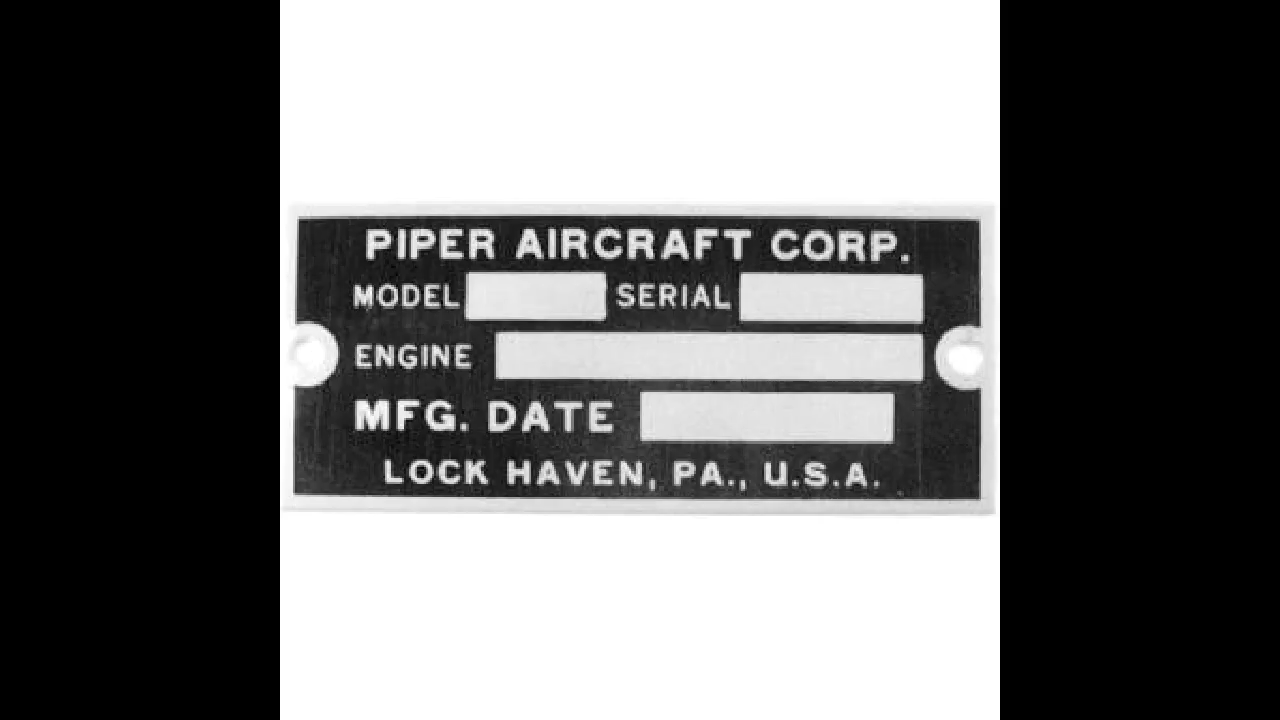 PIPER AIRCRAFT CORP.
MODEL SERIAL
ENGINE
MFG. DATE
LOCK HAVEN, PA., U.S.A.